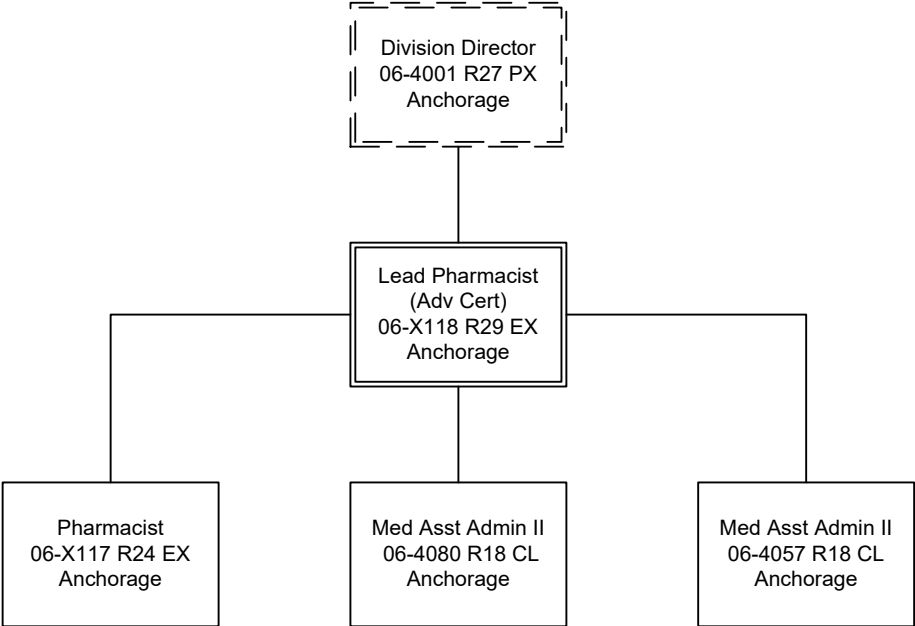 Division Director
06-4001 R27 PX
Anchorage
Lead Pharmacist
(Adv Cert)
06-X118 R29 EX
Anchorage
Pharmacist
06-X117 R24 EX
Anchorage
Med Asst Admin II
06-4080 R18 CL
Anchorage
Med Asst Admin II
06-4057 R18 CL
Anchorage